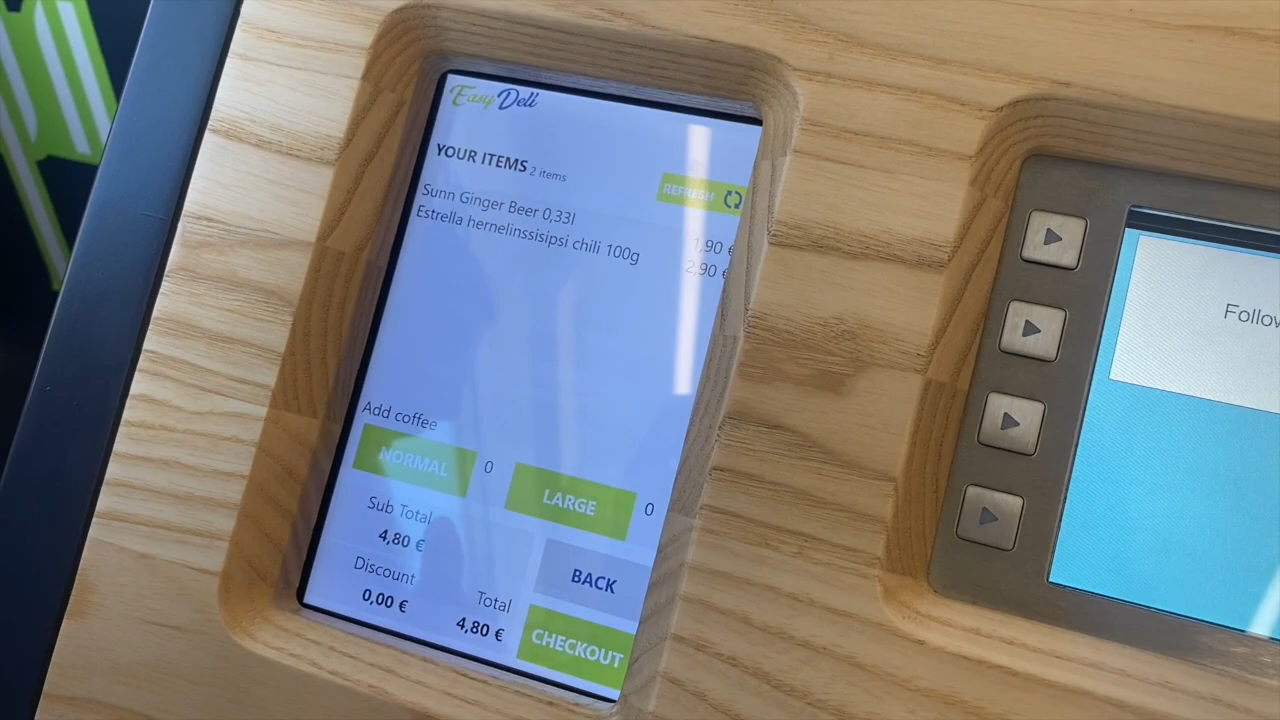 Easy Deli
YOUR ITEMS 2 items
REFRESH
Sunn Ginger Beer 0,33l 1,90 €
Estrella hernelinssisipsi chili 100g 2,90 €
Add coffee
NORMAL 0 LARGE 0
Sub Total
4,80 €
BACK
Discount
0,00 €
Total
4,80 €
CHECKOUT
Follow